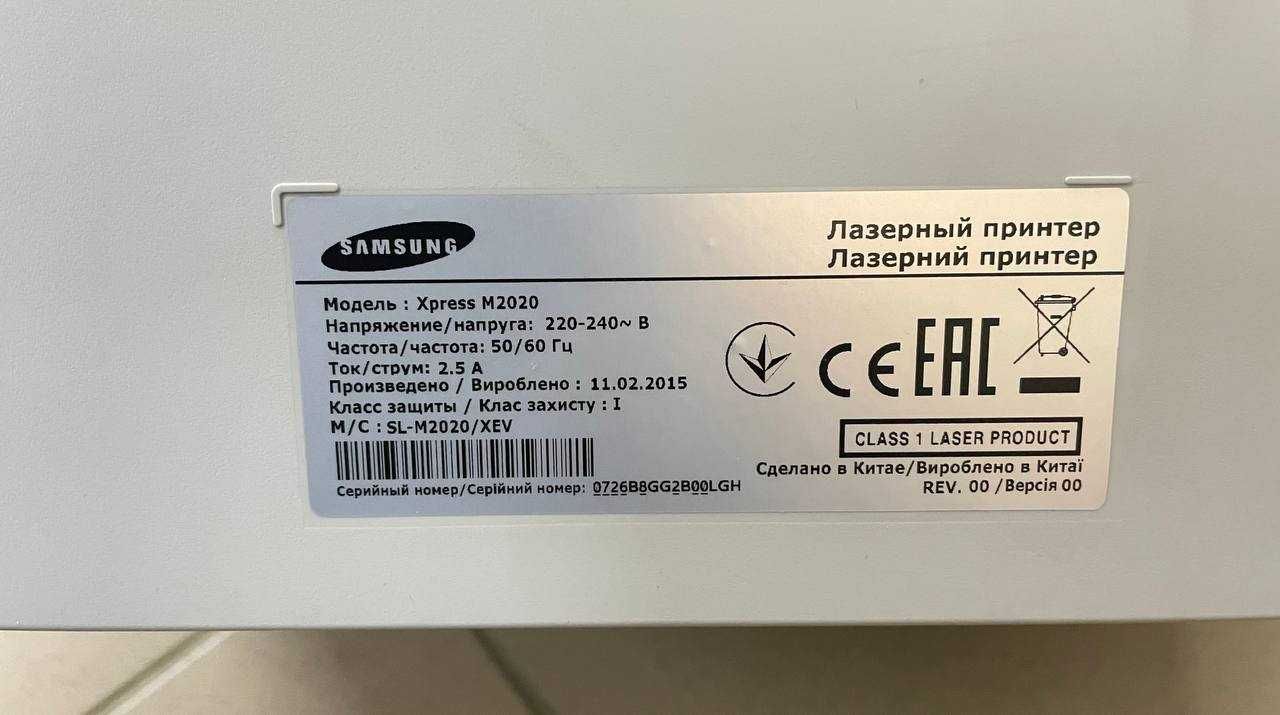 SAMSUNG
Лазерный принтер
Лазерний принтер
Модель : Xpress M2020
Напряжение/напруга: 220-240~ В
Частота/частота: 50/60 Гц
Ток/струм: 2.5 А
Произведено / Вироблено : 11.02.2015
Класс защиты / Клас захисту : I
М/С : SL-M2020/XEV
Серийный номер/Серійний номер: 0726B8GG2B00LGH
CE EAC
CLASS 1 LASER PRODUCT
Сделано в Китае/Вироблено в Китаї
REV. 00 /Версія 00